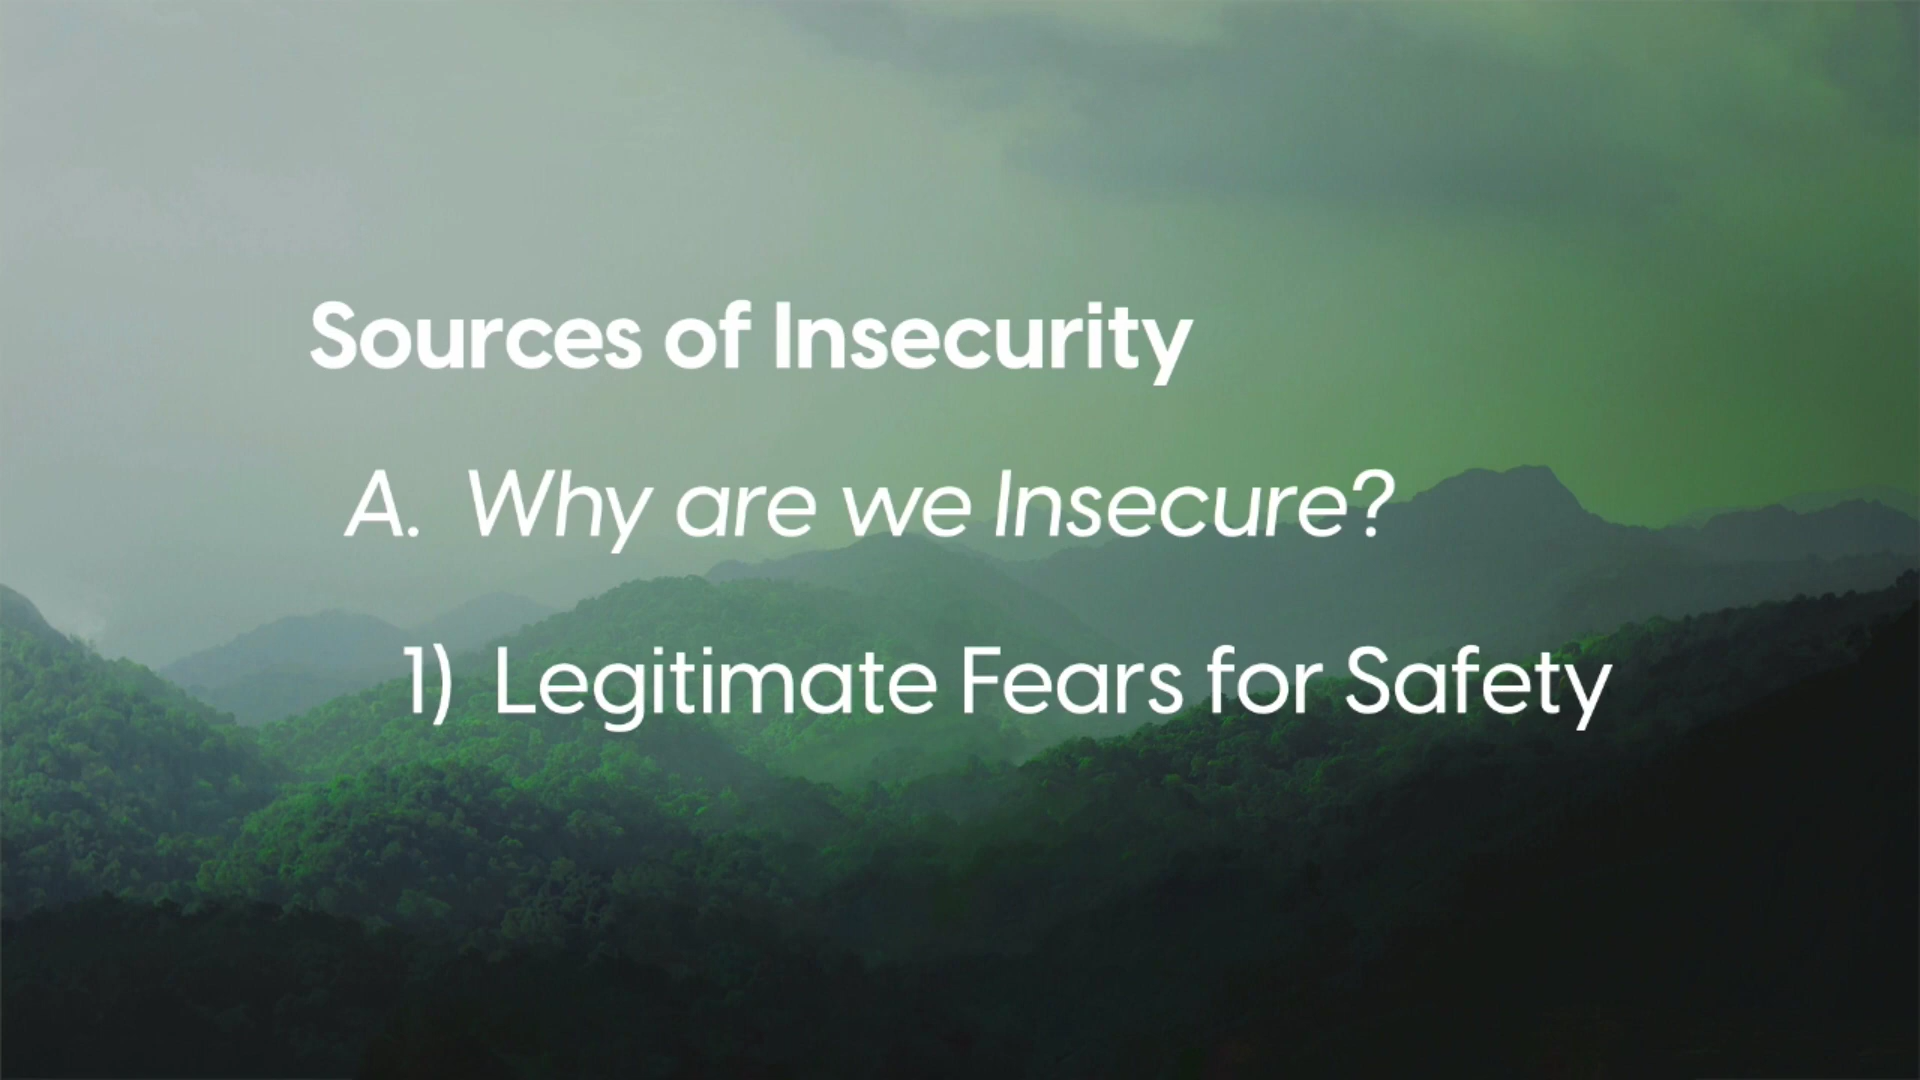 Sources of Insecurity
A. Why are we Insecure?
1) Legitimate Fears for Safety